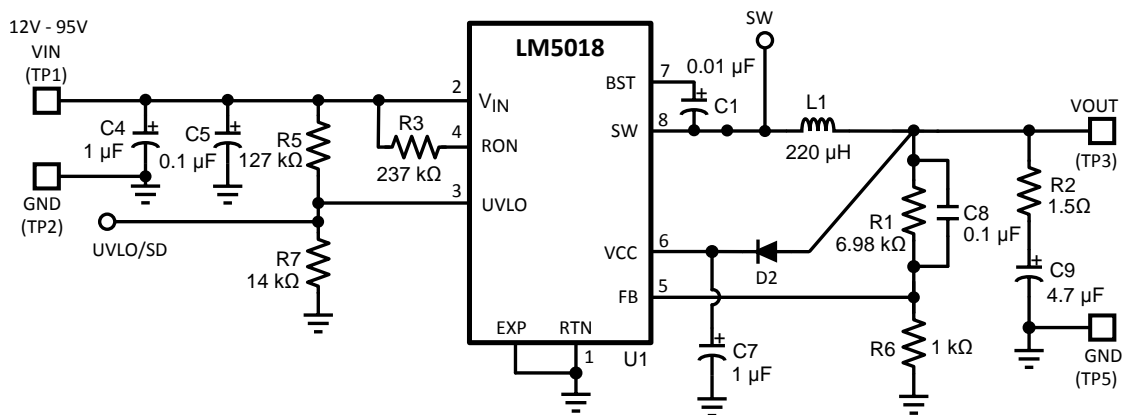 12V - 95V
VIN
(TP1)
LM5018
SW
0.01 µF
7
BST
C1
2
VIN
8
SW
L1
220 µH
VOUT
(TP3)
C4
1 µF
C5
0.1 µF
R5
127 kΩ
R3
237 kΩ
4
RON
GND
(TP2)
3
UVLO
UVLO/SD
R7
14 kΩ
R2
1.5Ω
R1
6.98 kΩ
C8
0.1 µF
6
VCC
D2
5
FB
C9
4.7 µF
EXP
RTN
1
U1
C7
1 µF
R6
1 kΩ
GND
(TP5)
+
+
+
+
+